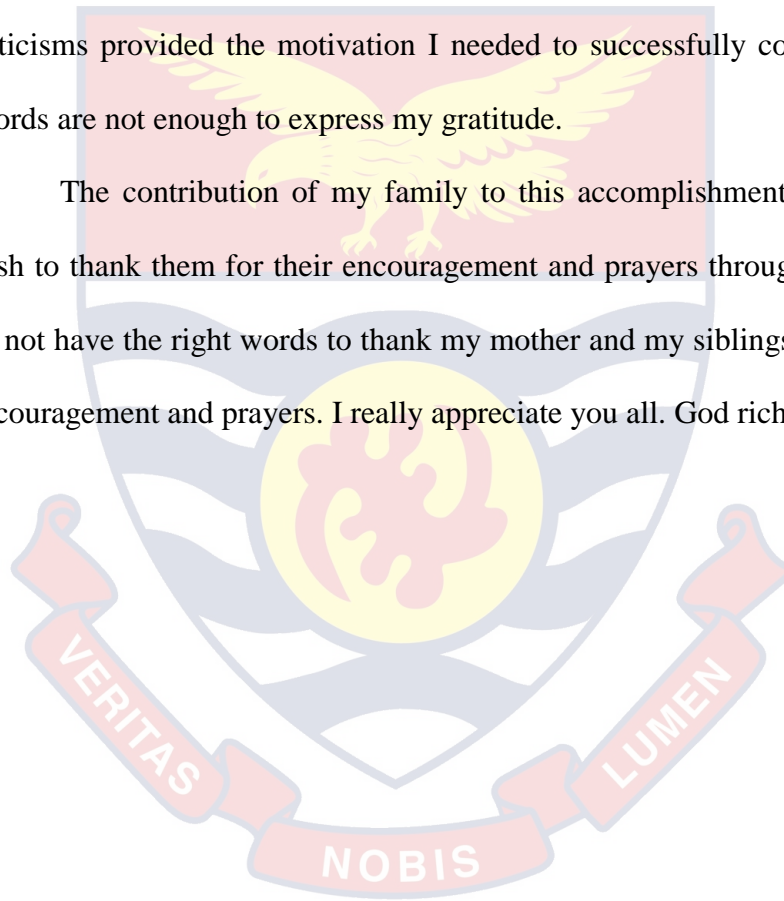 ticisms provided the motivation I needed to successfully co
ords are not enough to express my gratitude.
The contribution of my family to this accomplishment
sh to thank them for their encouragement and prayers throug
not have the right words to thank my mother and my siblings
couragement and prayers. I really appreciate you all. God rich
VERITAS
NOBIS
LUMEN